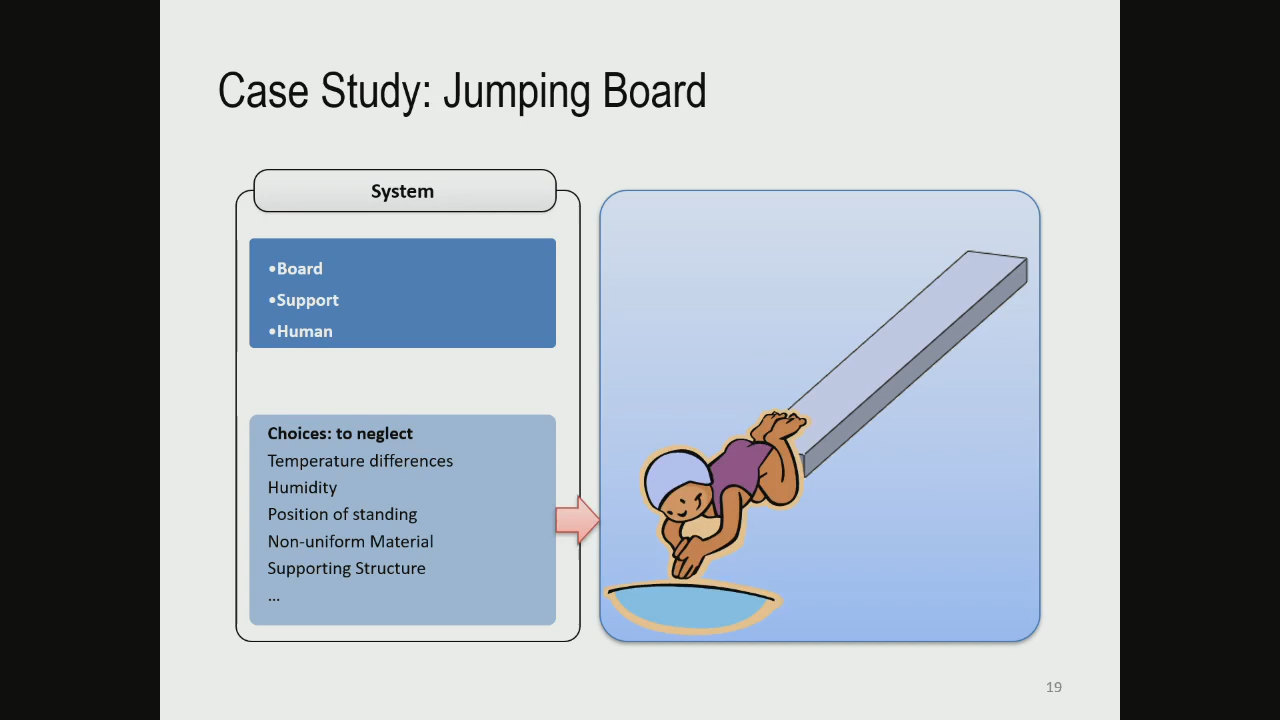 Case Study: Jumping Board
System
•Board
•Support
•Human
Choices: to neglect
Temperature differences
Humidity
Position of standing
Non-uniform Material
Supporting Structure
...
19